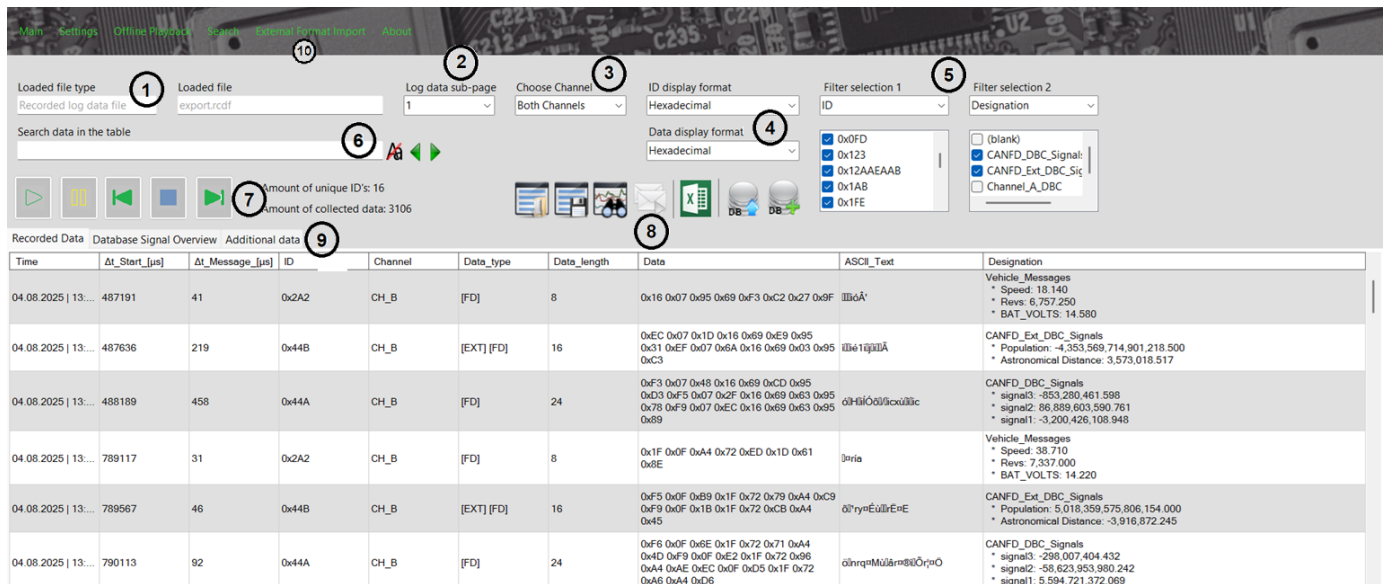 C221
C22
U2
C235
Main Settings Offline Playback Search External Format Import About
10
1 2 3 5
Loaded file type Loaded file Log data sub-page Choose Channel ID display format Filter selection 1 Filter selection 2
Recorded log data file export.rcdf 1 Both Channels Hexadecimal ID Designation
Search data in the table 6 Data display format 4
Aa Hexadecimal
0x0FD (blank)
0x123 CANFD_DBC_Signals
0x12AAEAAB CANFD_Ext_DBC_Sig
0x1AB Channel_A_DBC
0x1FE
7 Amount of unique ID's: 16
Amount of collected data: 3106
X DB DB
8
Recorded Data Database Signal Overview Additional data 9
Time Δt_Start_[µs] Δt_Message_[µs] ID Channel Data_type Data_length Data ASCII_Text Designation
04.08.2025 | 13:... 487191 41 0x2A2 CH_B [FD] 8 0x16 0x07 0x95 0x69 0xF3 0xC2 0x27 0x9F
Vehicle_Messages
* Speed: 18.140
* Revs: 6,757.250
* BAT_VOLTS: 14.580
04.08.2025 | 13:... 487636 219 0x44B CH_B [EXT] [FD] 16
0xEC 0x07 0x1D 0x16 0x69 0xE9 0x95
0x31 0xEF 0x07 0x6A 0x16 0x69 0x03 0x95
0xC3
CANFD_Ext_DBC_Signals
* Population: -4,353,569,714,901,218.500
* Astronomical Distance: 3,573,018.517
04.08.2025 | 13:... 488189 458 0x44A CH_B [FD] 24
0xF3 0x07 0x48 0x16 0x69 0xCD 0x95
0xD3 0xF5 0x07 0x2F 0x16 0x69 0x63 0x95
0x78 0xF9 0x07 0xEC 0x16 0x69 0x63 0x95
0x89
CANFD_DBC_Signals
* signal3: -853,280,461.598
* signal2: 86,889,603,590.761
* signal1: -3,200,426,108.948
04.08.2025 | 13:... 789117 31 0x2A2 CH_B [FD] 8
0x1F 0x0F 0xA4 0x72 0xED 0x1D 0x61
0x8E
Vehicle_Messages
* Speed: 38.710
* Revs: 7,337.000
* BAT_VOLTS: 14.220
04.08.2025 | 13:... 789567 46 0x44B CH_B [EXT] [FD] 16
0xF5 0x0F 0xB9 0x1F 0x72 0x79 0xA4 0xC9
0xF9 0x0F 0x1B 0x1F 0x72 0xCB 0xA4
0x45
CANFD_Ext_DBC_Signals
* Population: 5,018,359,575,806,154.000
* Astronomical Distance: -3,916,872.245
04.08.2025 | 13:... 790113 92 0x44A CH_B [FD] 24
0xF6 0x0F 0x6E 0x1F 0x72 0x71 0xA4
0x4D 0xF9 0x0F 0xE2 0x1F 0x72 0x96
0xA4 0xAE 0xEC 0x0F 0xD5 0x1F 0x72
0xA6 0xA4 0xD6
CANFD_DBC_Signals
* signal3: -298,007,404.432
* signal2: -58,623,953,980.242
* signal1: 5,594,721,372.069